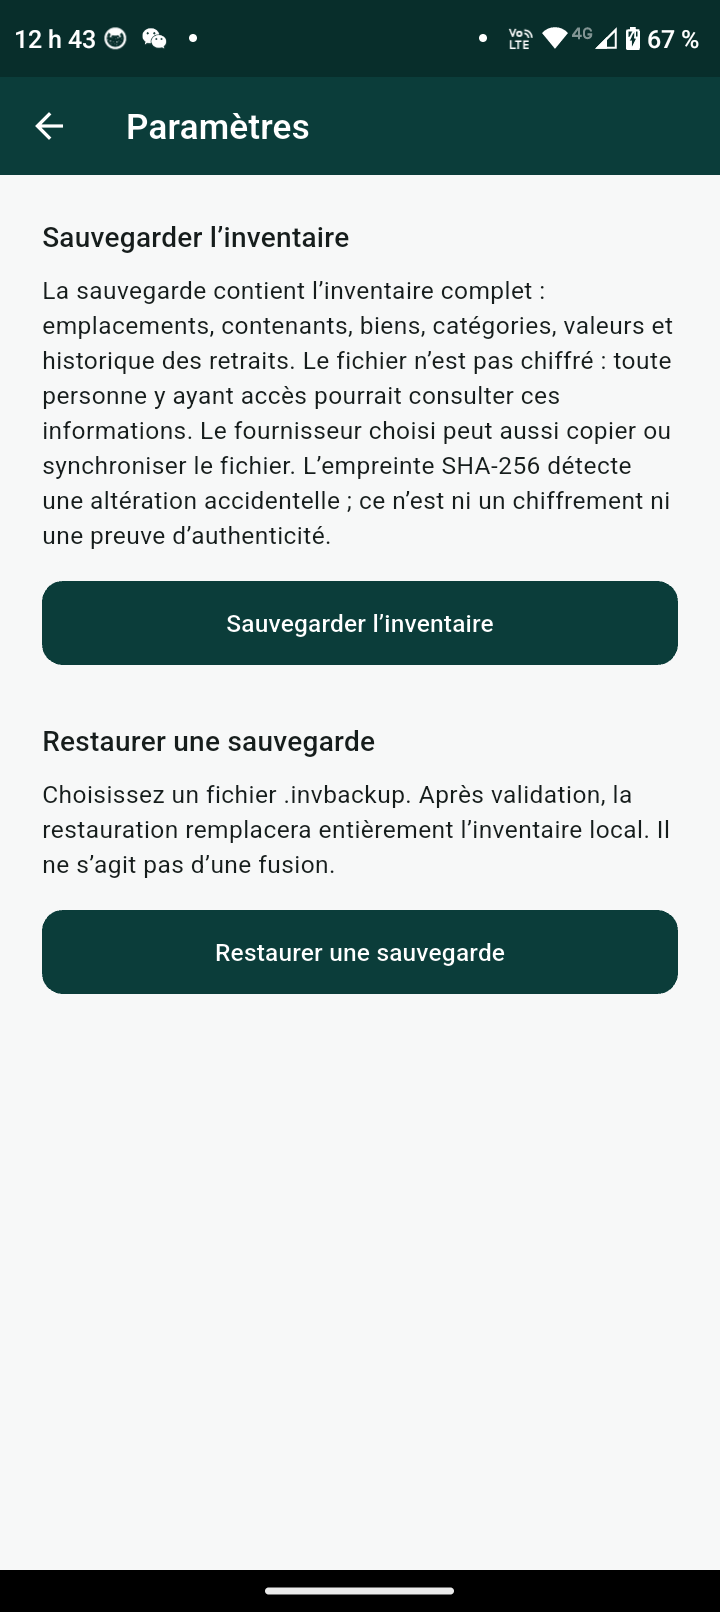 12 h 43
Vo LTE 4G 67 %
Paramètres
Sauvegarder l’inventaire
La sauvegarde contient l’inventaire complet :
emplacements, contenants, biens, catégories, valeurs et
historique des retraits. Le fichier n’est pas chiffré : toute
personne y ayant accès pourrait consulter ces
informations. Le fournisseur choisi peut aussi copier ou
synchroniser le fichier. L’empreinte SHA-256 détecte
une altération accidentelle ; ce n’est ni un chiffrement ni
une preuve d’authenticité.
Sauvegarder l’inventaire
Restaurer une sauvegarde
Choisissez un fichier .invbackup. Après validation, la
restauration remplacera entièrement l’inventaire local. Il
ne s’agit pas d’une fusion.
Restaurer une sauvegarde